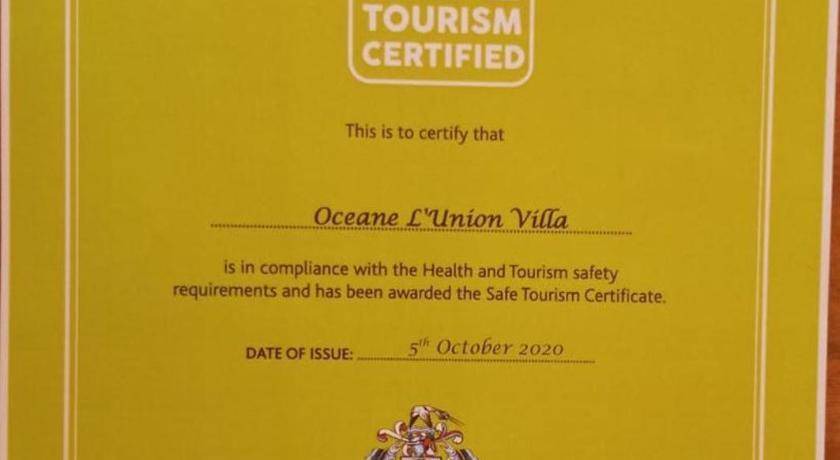 TOURISM
CERTIFIED
This is to certify that
Oceane L'Union Villa
is in compliance with the Health and Tourism safety
requirements and has been awarded the Safe Tourism Certificate.
DATE OF ISSUE: 5th October 2020